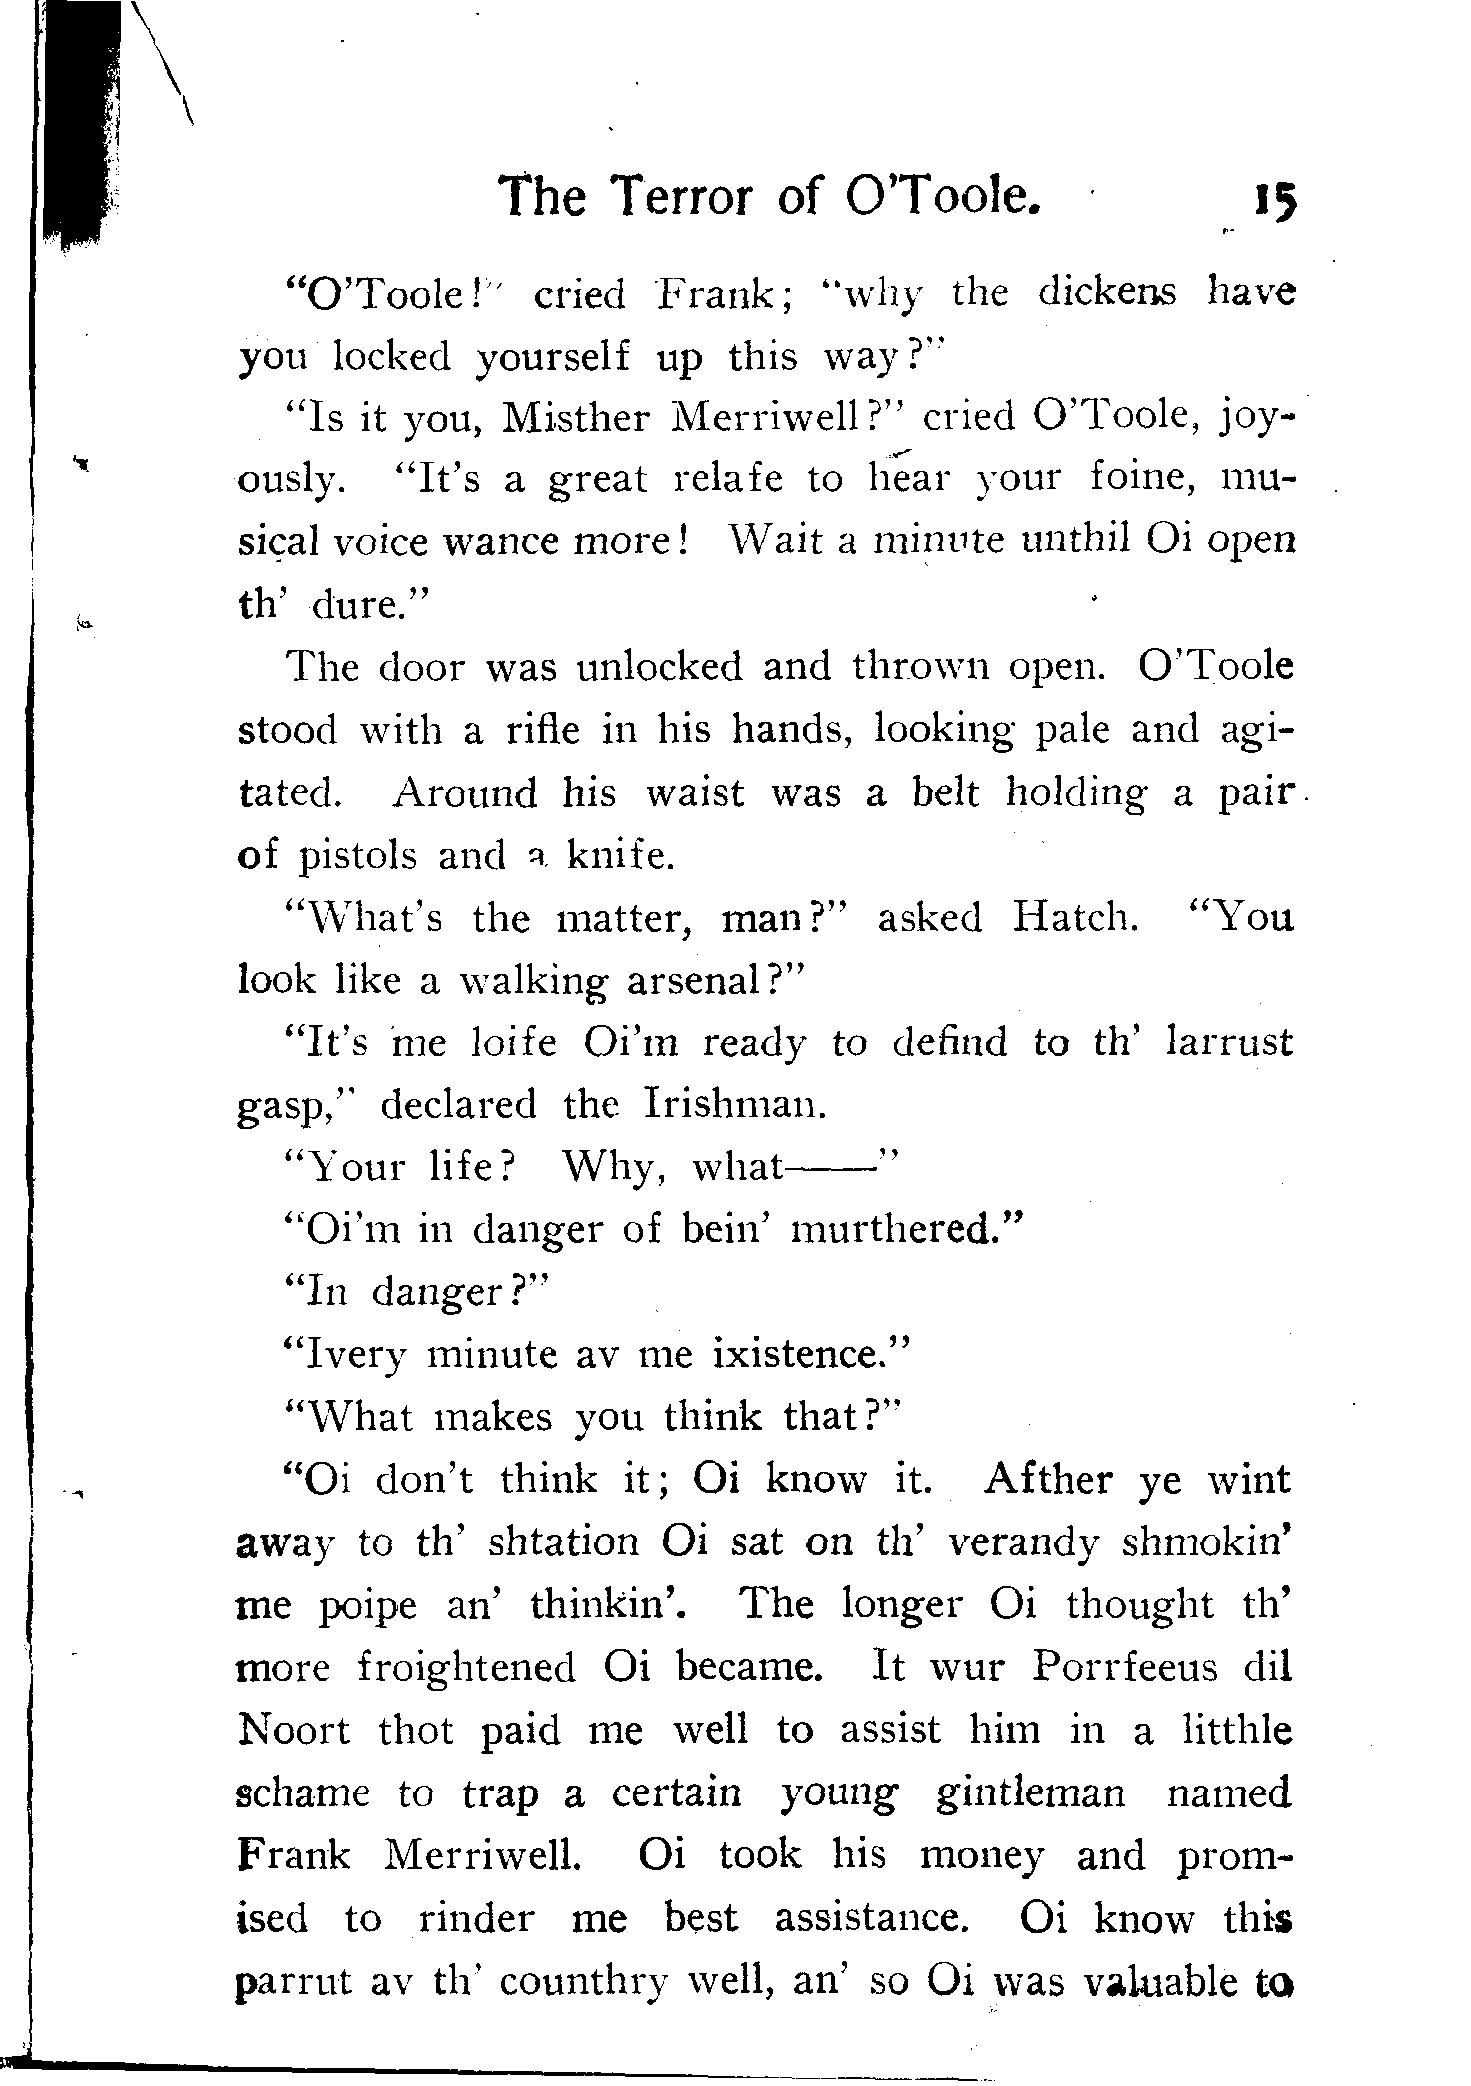 The Terror of O'Toole. 15
"O'Toole!" cried Frank; "why the dickens have
you locked yourself up this way?"
"Is it you, Misther Merriwell?" cried O'Toole, joy-
ously. "It's a great relafe to hear your foine, mu-
sical voice wance more! Wait a minute unthil Oi open
th' dure."
The door was unlocked and thrown open. O'Toole
stood with a rifle in his hands, looking pale and agi-
tated. Around his waist was a belt holding a pair
of pistols and a knife.
"What's the matter, man?" asked Hatch. "You
look like a walking arsenal?"
"It's me loife Oi'm ready to defind to th' larrust
gasp," declared the Irishman.
"Your life? Why, what——"
"Oi'm in danger of bein' murthered."
"In danger?"
"Ivery minute av me ixistence."
"What makes you think that?"
"Oi don't think it; Oi know it. Afther ye wint
away to th' shtation Oi sat on th' verandy shmokin'
me poipe an' thinkin'. The longer Oi thought th'
more froightened Oi became. It wur Porrfeeus dil
Noort thot paid me well to assist him in a litthle
schame to trap a certain young gintleman named
Frank Merriwell. Oi took his money and prom-
ised to rinder me best assistance. Oi know this
parrut av th' counthry well, an' so Oi was valuable to